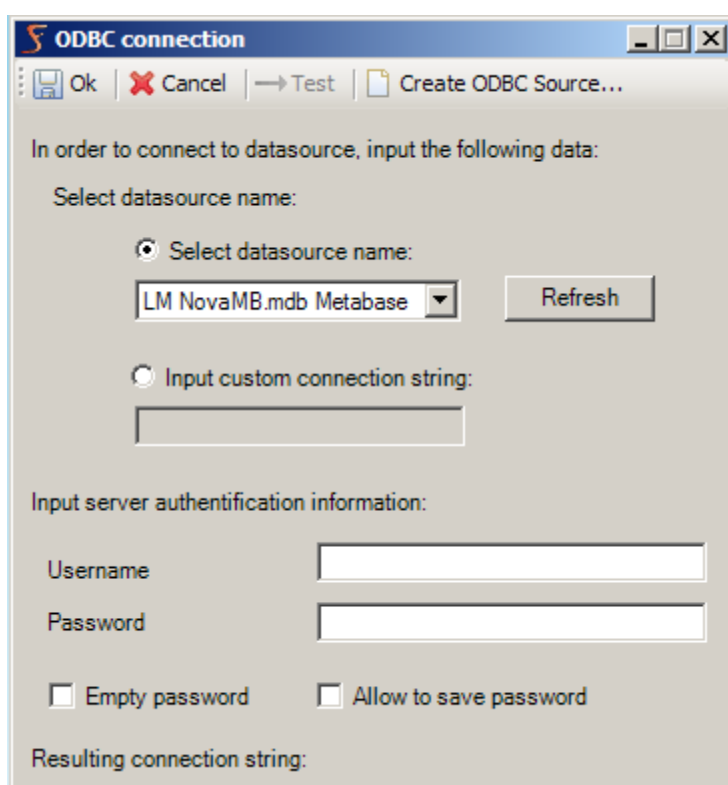 ODBC connection
Ok Cancel Test Create ODBC Source...
In order to connect to datasource, input the following data:
Select datasource name:
Select datasource name:
LM NovaMB.mdb Metabase Refresh
Input custom connection string:
Input server authentification information:
Username
Password
Empty password Allow to save password
Resulting connection string: